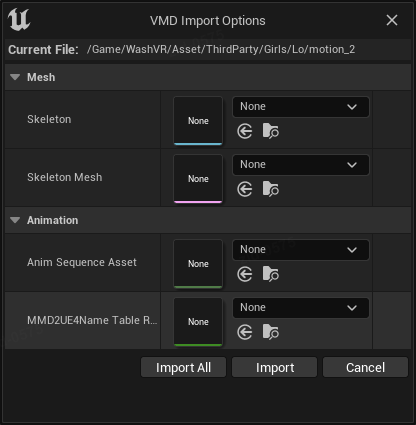 VMD Import Options
Current File: /Game/WashVR/Asset/ThirdParty/Girls/Lo/motion_2
Mesh
Skeleton
None
None
Skeleton Mesh
None
None
Animation
Anim Sequence Asset
None
None
MMD2UE4Name Table R...
None
None
Import All
Import
Cancel